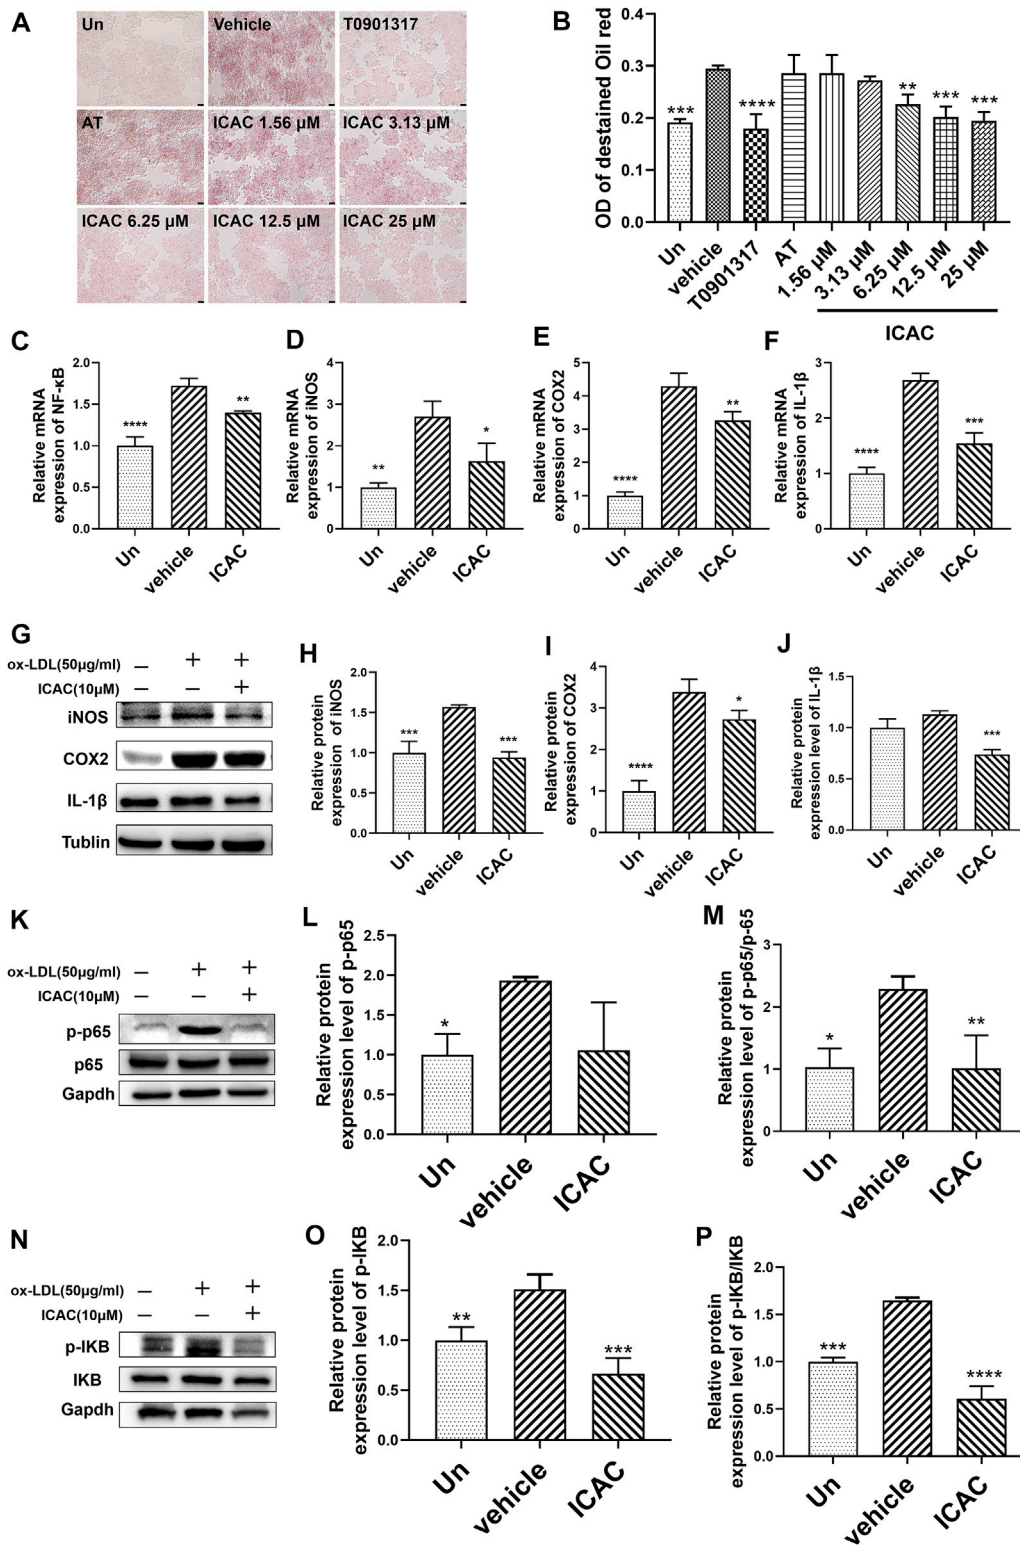 A
Un
Vehicle
T0901317
AT
ICAC 1.56 μM
ICAC 3.13 μM
ICAC 6.25 μM
ICAC 12.5 μM
ICAC 25 μM
B
OD of destained Oil red
0.4
0.3
0.2
0.1
0.0
***
****
**
***
***
Un
vehicle
T0901317
AT
1.56 μM
3.13 μM
6.25 μM
12.5 μM
25 μM
ICAC
C
Relative mRNA
expression of NF-κB
2.0
1.5
1.0
0.5
0.0
****
**
Un
vehicle
ICAC
D
Relative mRNA
expression of iNOS
4
3
2
1
0
**
*
Un
vehicle
ICAC
E
Relative mRNA
expression of COX2
5
4
3
2
1
0
****
**
Un
vehicle
ICAC
F
Relative mRNA
expression of IL-1β
3
2
1
0
****
***
Un
vehicle
ICAC
G
ox-LDL(50μg/ml) – + +
ICAC(10μM) – – +
iNOS
COX2
IL-1β
Tublin
H
Relative protein
expression of iNOS
2.0
1.5
1.0
0.5
0.0
***
***
Un
vehicle
ICAC
I
Relative protein
expression of COX2
4
3
2
1
0
****
*
Un
vehicle
ICAC
J
Relative protein
expression level of IL-1β
1.5
1.0
0.5
0.0
***
Un
vehicle
ICAC
K
ox-LDL(50μg/ml) – + +
ICAC(10μM) – – +
p-p65
p65
Gapdh
L
Relative protein
expression level of p-p65
2.5
2.0
1.5
1.0
0.5
0.0
*
Un
vehicle
ICAC
M
Relative protein
expression level of p-p65/p-65
3
2
1
0
*
**
Un
vehicle
ICAC
N
ox-LDL(50μg/ml) – + +
ICAC(10μM) – – +
p-IKB
IKB
Gapdh
O
Relative protein
expression level of p-IKB
2.0
1.5
1.0
0.5
0.0
**
***
Un
vehicle
ICAC
P
Relative protein
expression level of p-IKB/IKB
2.0
1.5
1.0
0.5
0.0
***
****
Un
vehicle
ICAC